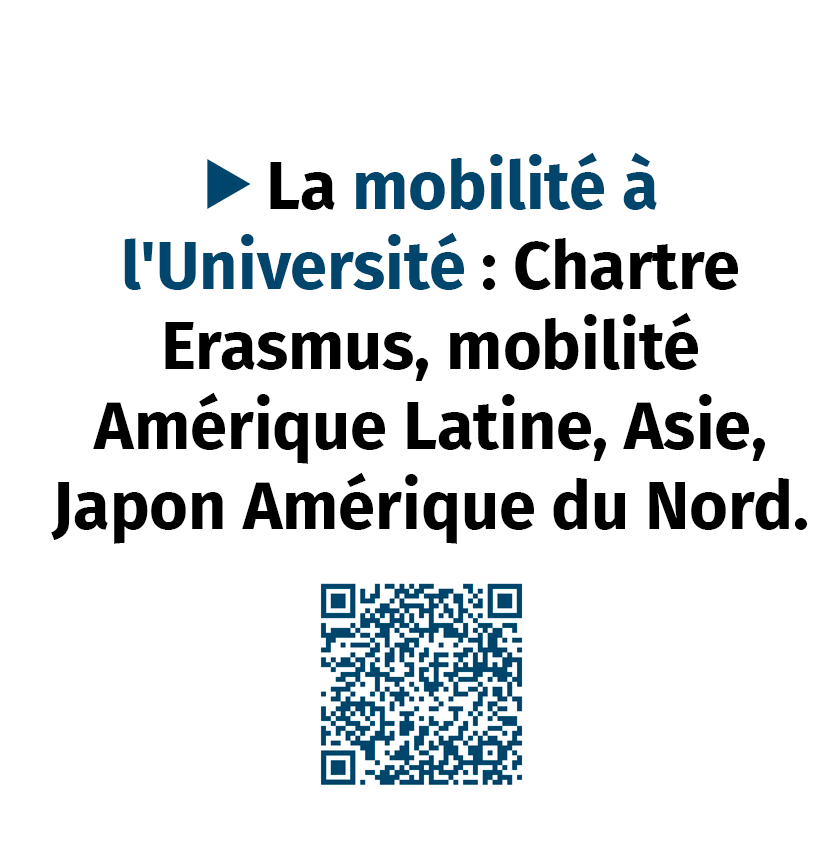 ▶ La mobilité à
l'Université : Chartre
Erasmus, mobilité
Amérique Latine, Asie,
Japon Amérique du Nord.